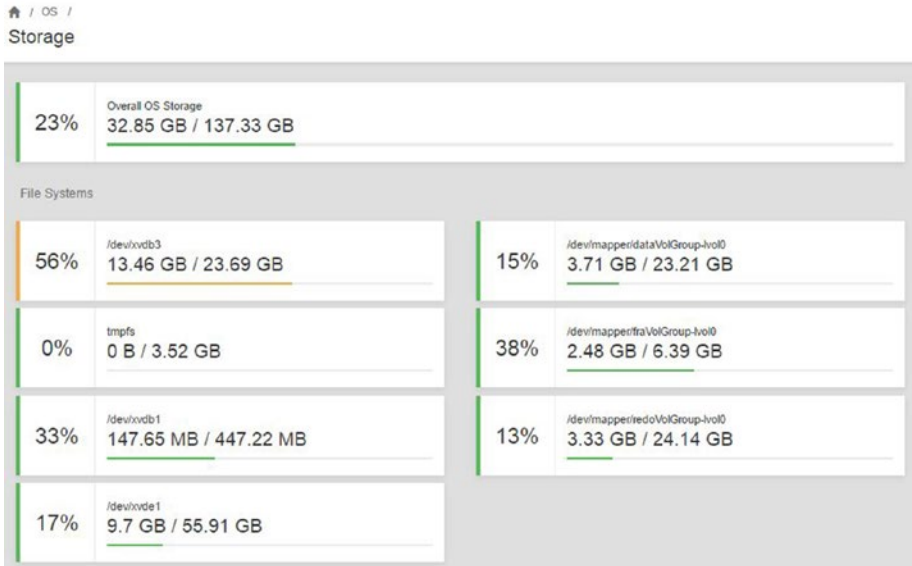 / OS /
Storage
23%
Overall OS Storage
32.85 GB / 137.33 GB
File Systems
56%
/dev/xvdb3
13.46 GB / 23.69 GB
15%
/dev/mapper/dataVolGroup-lvol0
3.71 GB / 23.21 GB
0%
tmpfs
0 B / 3.52 GB
38%
/dev/mapper/fraVolGroup-lvol0
2.48 GB / 6.39 GB
33%
/dev/xvdb1
147.65 MB / 447.22 MB
13%
/dev/mapper/redoVolGroup-lvol0
3.33 GB / 24.14 GB
17%
/dev/xvde1
9.7 GB / 55.91 GB